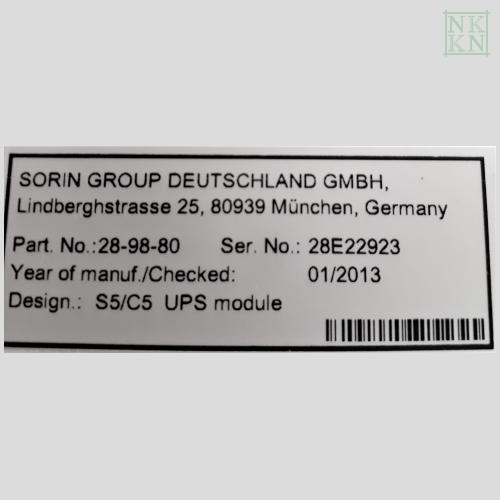 NK
KN
SORIN GROUP DEUTSCHLAND GMBH,
Lindberghstrasse 25, 80939 München, Germany
Part. No.:28-98-80 Ser. No.: 28E22923
Year of manuf./Checked: 01/2013
Design.: S5/C5 UPS module